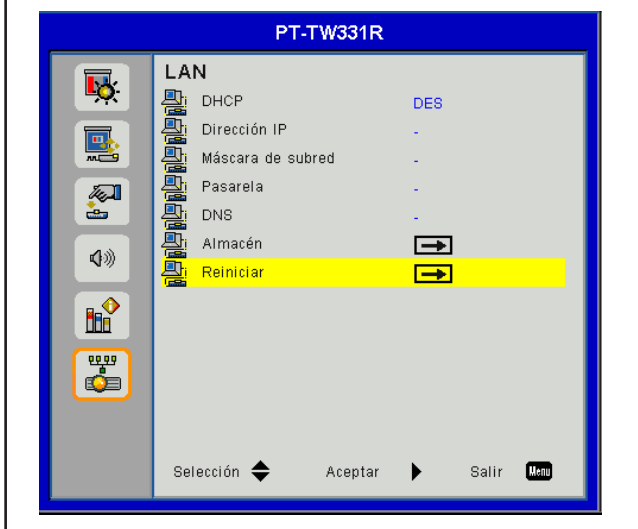 PT-TW331R
LAN
DHCP DES
Dirección IP -
Máscara de subred -
Pasarela -
DNS -
Almacén
Reiniciar
Selección Aceptar Salir Menu